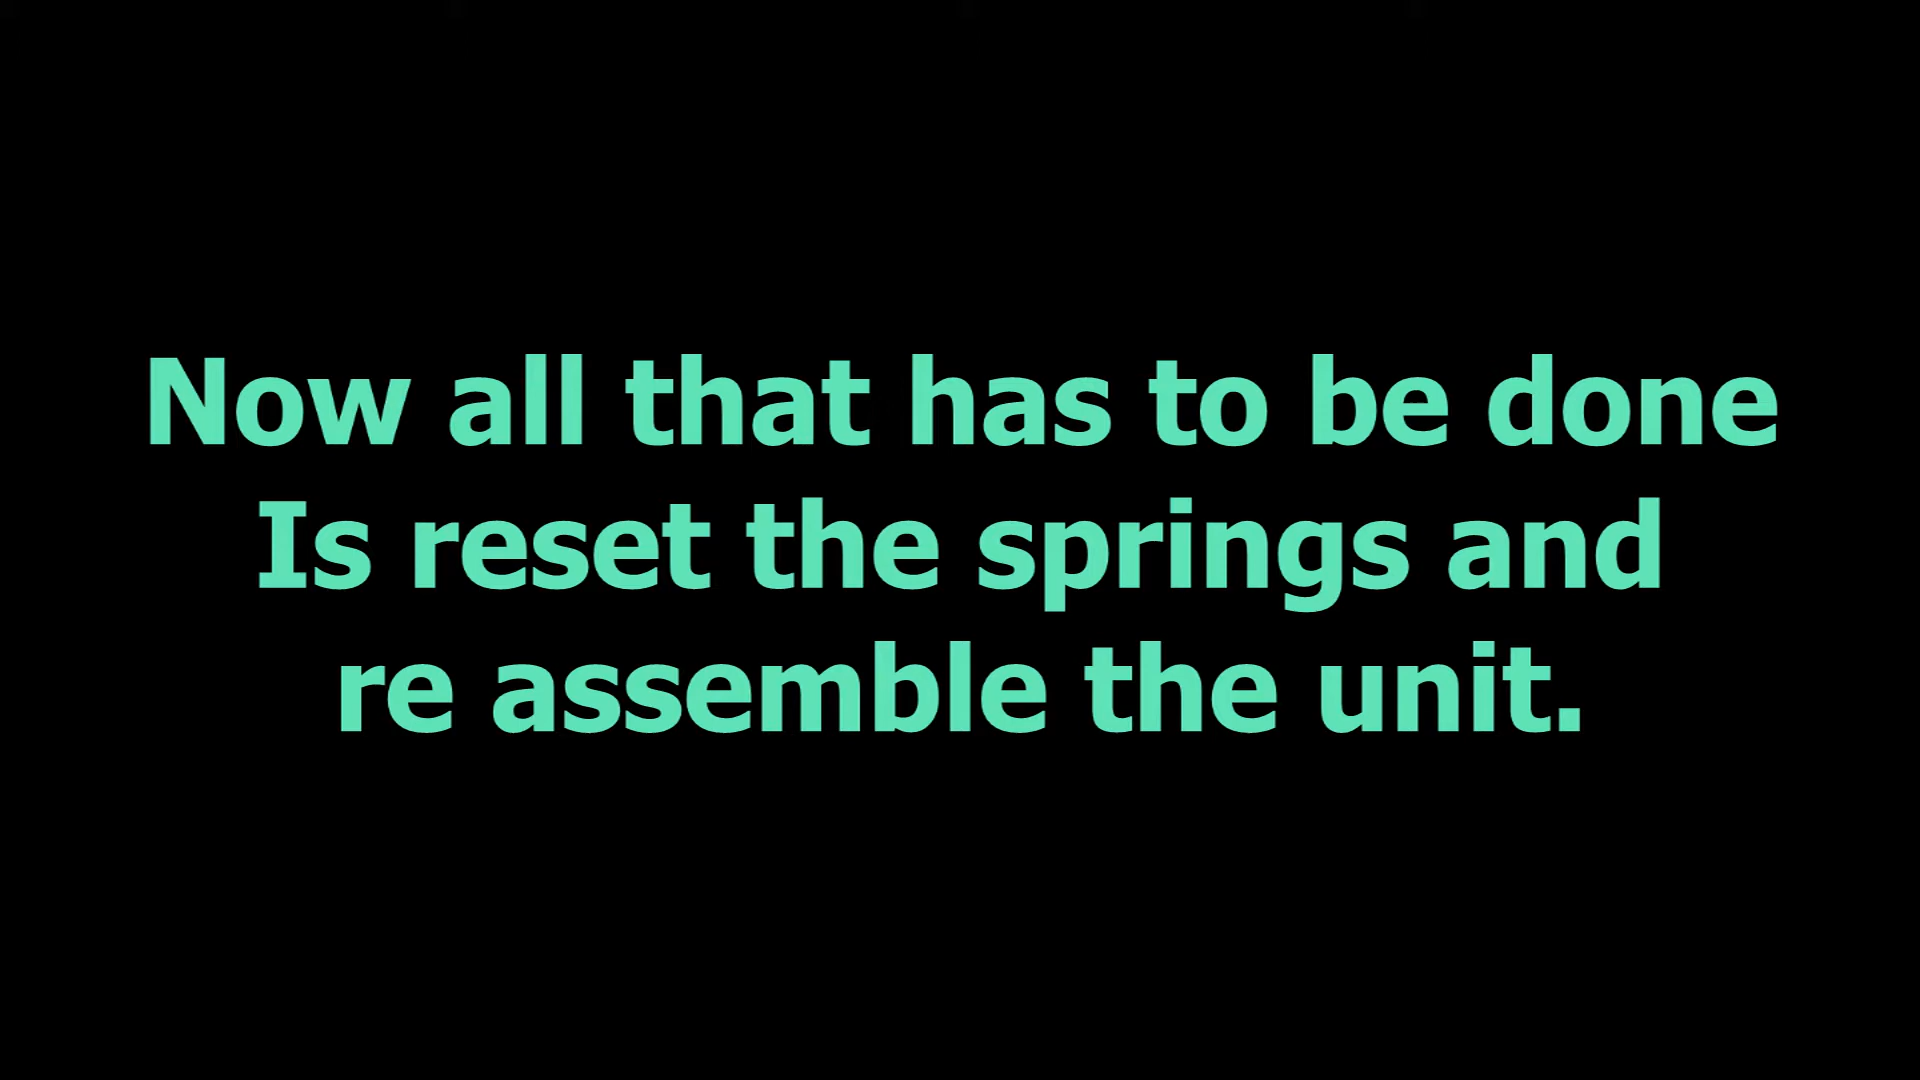 Now all that has to be done
Is reset the springs and
re assemble the unit.